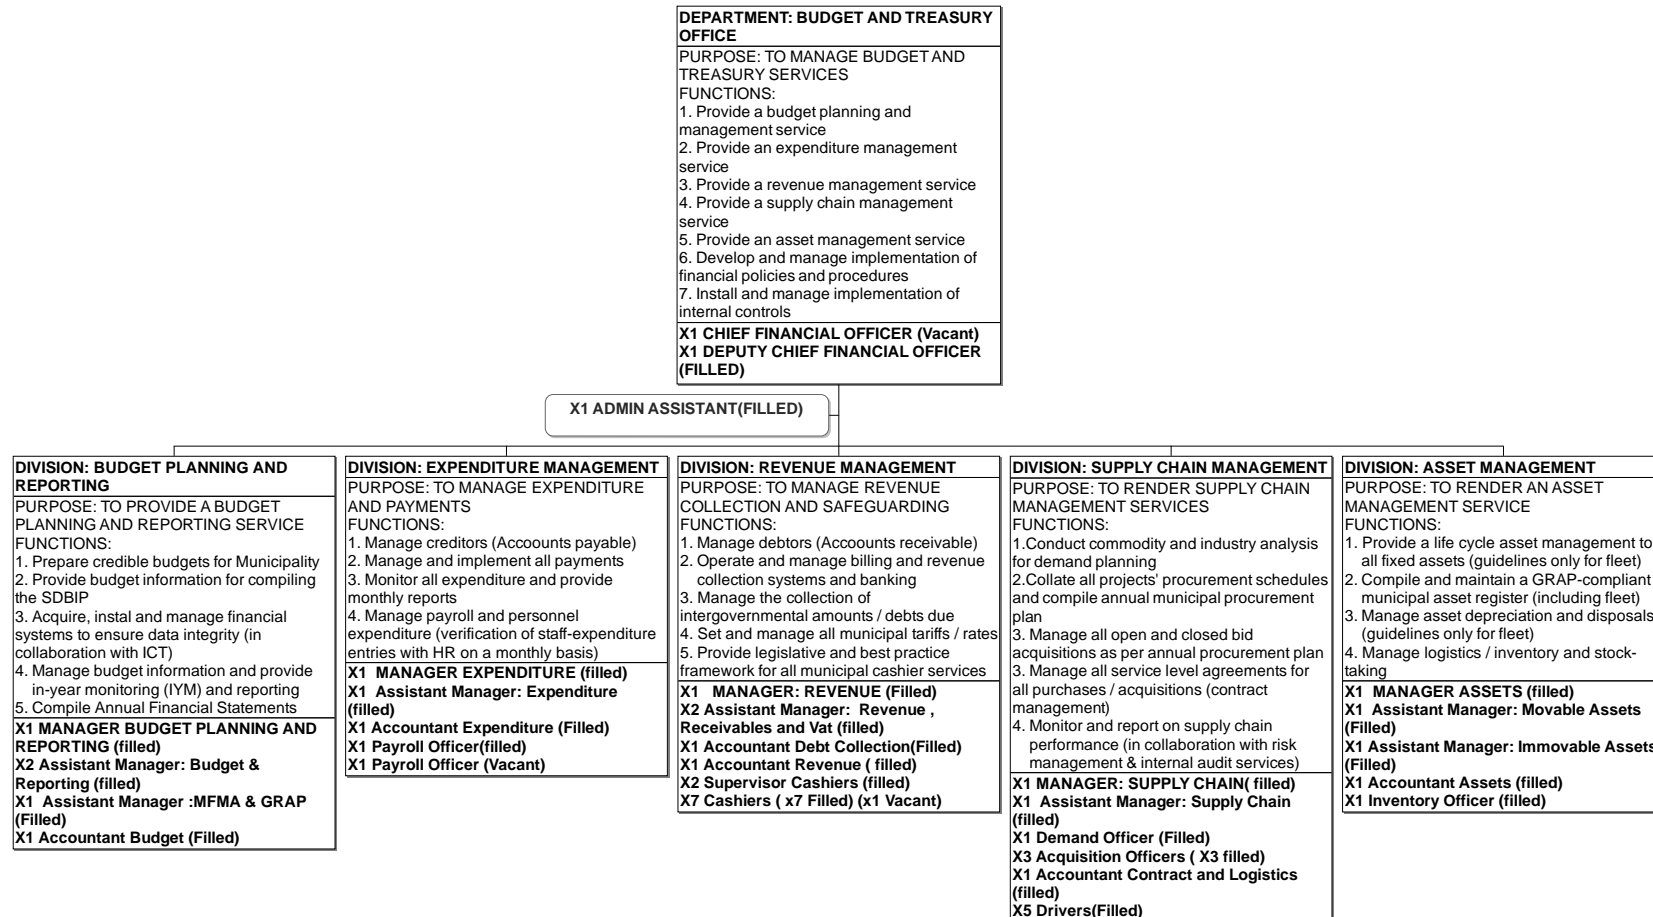 DEPARTMENT: BUDGET AND TREASURY
OFFICE
PURPOSE: TO MANAGE BUDGET AND
TREASURY SERVICES
FUNCTIONS:
1. Provide a budget planning and
management service
2. Provide an expenditure management
service
3. Provide a revenue management service
4. Provide a supply chain management
service
5. Provide an asset management service
6. Develop and manage implementation of
financial policies and procedures
7. Install and manage implementation of
internal controls
X1 CHIEF FINANCIAL OFFICER (Vacant)
X1 DEPUTY CHIEF FINANCIAL OFFICER
(FILLED)
X1 ADMIN ASSISTANT(FILLED)
DIVISION: BUDGET PLANNING AND
REPORTING
PURPOSE: TO PROVIDE A BUDGET
PLANNING AND REPORTING SERVICE
FUNCTIONS:
1. Prepare credible budgets for Municipality
2. Provide budget information for compiling
the SDBIP
3. Acquire, instal and manage financial
systems to ensure data integrity (in
collaboration with ICT)
4. Manage budget information and provide
in-year monitoring (IYM) and reporting
5. Compile Annual Financial Statements
X1 MANAGER BUDGET PLANNING AND
REPORTING (filled)
X2 Assistant Manager: Budget &
Reporting (filled)
X1 Assistant Manager :MFMA & GRAP
(Filled)
X1 Accountant Budget (Filled)
DIVISION: EXPENDITURE MANAGEMENT
PURPOSE: TO MANAGE EXPENDITURE
AND PAYMENTS
FUNCTIONS:
1. Manage creditors (Accounts payable)
2. Manage and implement all payments
3. Monitor all expenditure and provide
monthly reports
4. Manage payroll and personnel
expenditure (verification of staff-expenditure
entries with HR on a monthly basis)
X1 MANAGER EXPENDITURE (filled)
X1 Assistant Manager: Expenditure
(filled)
X1 Accountant Expenditure (Filled)
X1 Payroll Officer(filled)
X1 Payroll Officer (Vacant)
DIVISION: REVENUE MANAGEMENT
PURPOSE: TO MANAGE REVENUE
COLLECTION AND SAFEGUARDING
FUNCTIONS:
1. Manage debtors (Accounts receivable)
2. Operate and manage billing and revenue
collection systems and banking
3. Manage the collection of
intergovernmental amounts / debts due
4. Set and manage all municipal tariffs / rates
5. Provide legislative and best practice
framework for all municipal cashier services
X1 MANAGER: REVENUE (Filled)
X2 Assistant Manager: Revenue ,
Receivables and Vat (filled)
X1 Accountant Debt Collection(Filled)
X1 Accountant Revenue ( filled)
X2 Supervisor Cashiers (filled)
X7 Cashiers ( x7 Filled) (x1 Vacant)
DIVISION: SUPPLY CHAIN MANAGEMENT
PURPOSE: TO RENDER SUPPLY CHAIN
MANAGEMENT SERVICES
FUNCTIONS:
1.Conduct commodity and industry analysis
for demand planning
2.Collate all projects' procurement schedules
and compile annual municipal procurement
plan
3. Manage all open and closed bid
acquisitions as per annual procurement plan
3. Manage all service level agreements for
all purchases / acquisitions (contract
management)
4. Monitor and report on supply chain
performance (in collaboration with risk
management & internal audit services)
X1 MANAGER: SUPPLY CHAIN( filled)
X1 Assistant Manager: Supply Chain
(filled)
X1 Demand Officer (Filled)
X3 Acquisition Officers ( X3 filled)
X1 Accountant Contract and Logistics
(filled)
X5 Drivers(Filled)
DIVISION: ASSET MANAGEMENT
PURPOSE: TO RENDER AN ASSET
MANAGEMENT SERVICE
FUNCTIONS:
1. Provide a life cycle asset management to
all fixed assets (guidelines only for fleet)
2. Compile and maintain a GRAP-compliant
municipal asset register (including fleet)
3. Manage asset depreciation and disposals
(guidelines only for fleet)
4. Manage logistics / inventory and stock-
taking
X1 MANAGER ASSETS (filled)
X1 Assistant Manager: Movable Assets
(Filled)
X1 Assistant Manager: Immovable Assets
(Filled)
X1 Accountant Assets (filled)
X1 Inventory Officer (filled)